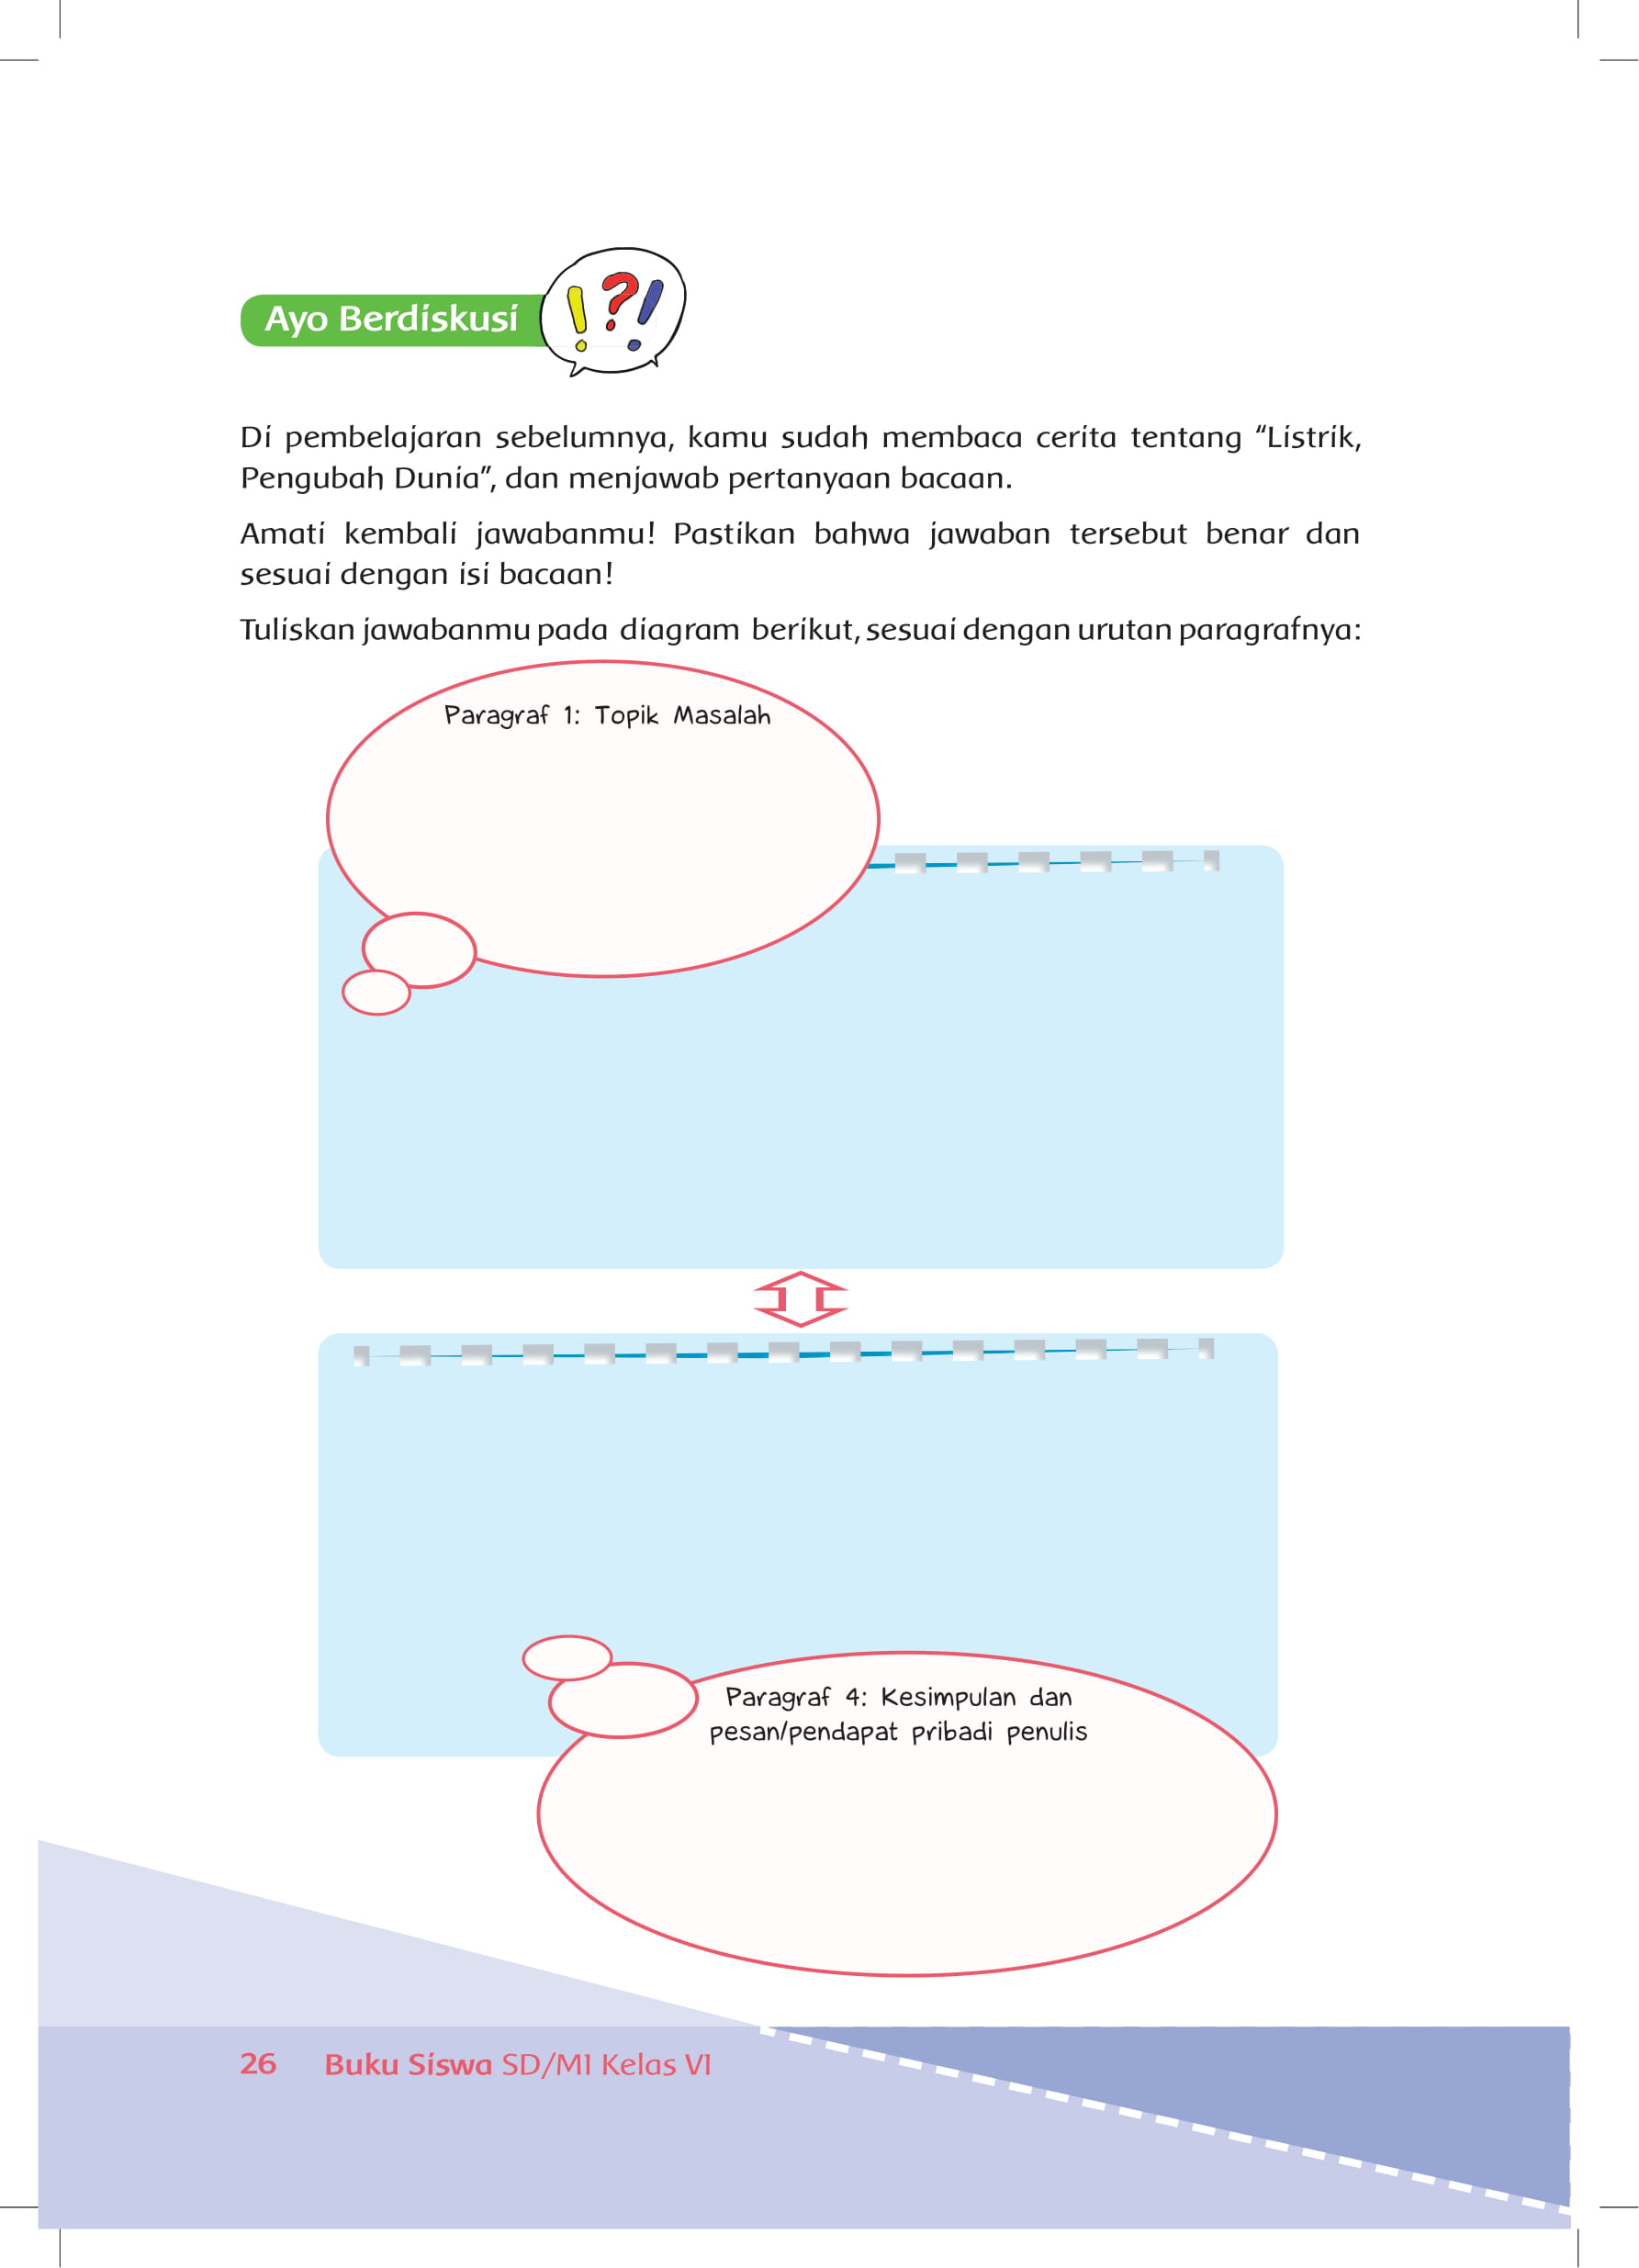 Ayo Berdiskusi
Di pembelajaran sebelumnya, kamu sudah membaca cerita tentang “Listrik,
Pengubah Dunia”, dan menjawab pertanyaan bacaan.
Amati kembali jawabanmu! Pastikan bahwa jawaban tersebut benar dan
sesuai dengan isi bacaan!
Tuliskan jawabanmu pada diagram berikut, sesuai dengan urutan paragrafnya:
Paragraf 1: Topik Masalah
Paragraf 4: Kesimpulan dan
pesan/pendapat pribadi penulis
26 Buku Siswa SD/MI Kelas VI